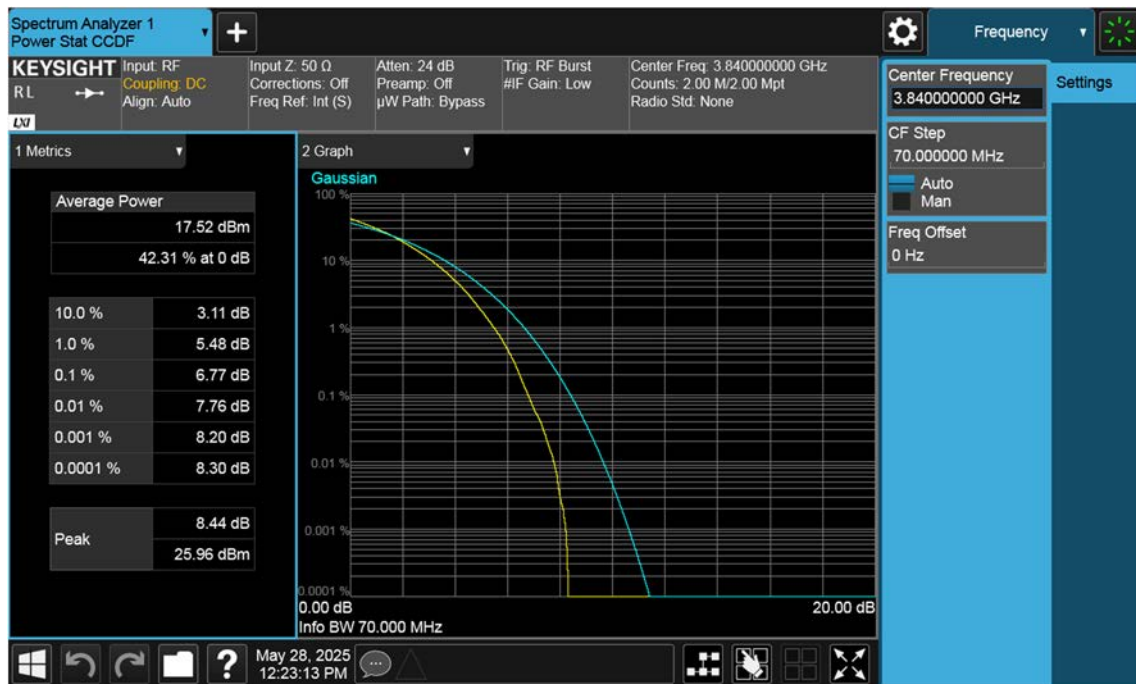 Spectrum Analyzer 1
Power Stat CCDF
+
Frequency
KEYSIGHT
RL
LXI
Input: RF
Coupling: DC
Align: Auto
Input Z: 50 Ω
Corrections: Off
Freq Ref: Int (S)
Atten: 24 dB
Preamp: Off
µW Path: Bypass
Trig: RF Burst
#IF Gain: Low
Center Freq: 3.840000000 GHz
Counts: 2.00 M/2.00 Mpt
Radio Std: None
Center Frequency
3.840000000 GHz
Settings
CF Step
70.000000 MHz
Auto
Man
Freq Offset
0 Hz
1 Metrics
Average Power
17.52 dBm
42.31 % at 0 dB
10.0 % 3.11 dB
1.0 % 5.48 dB
0.1 % 6.77 dB
0.01 % 7.76 dB
0.001 % 8.20 dB
0.0001 % 8.30 dB
Peak
8.44 dB
25.96 dBm
2 Graph
Gaussian
100 %
10 %
1 %
0.1 %
0.01 %
0.001 %
0.0001 %
0.00 dB 20.00 dB
Info BW 70.000 MHz
?
May 28, 2025
12:23:13 PM